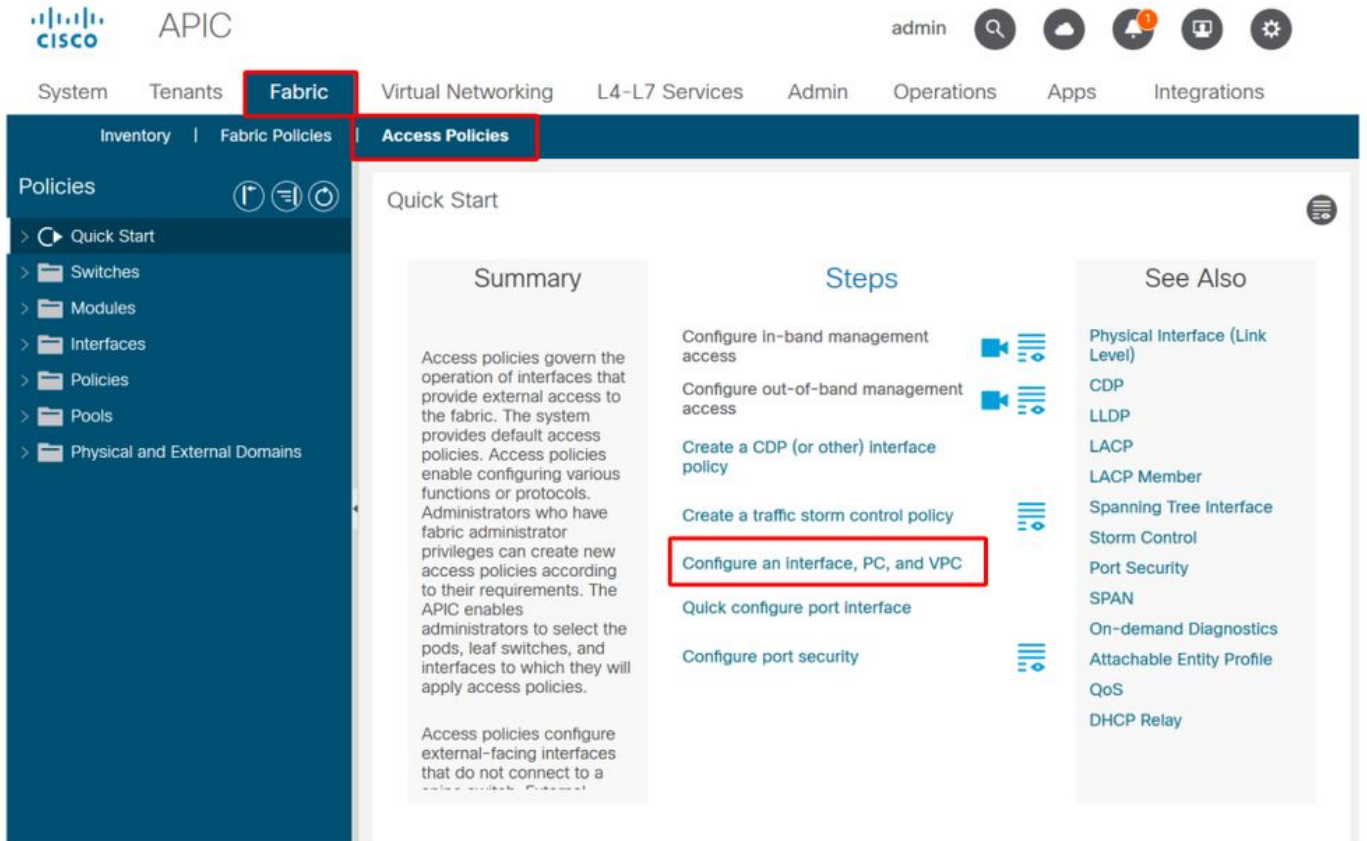 CISCO
APIC
admin
1
System Tenants Fabric Virtual Networking L4-L7 Services Admin Operations Apps Integrations
Inventory | Fabric Policies | Access Policies
Policies
Quick Start
Switches
Modules
Interfaces
Policies
Pools
Physical and External Domains
Quick Start
Summary
Access policies govern the
operation of interfaces that
provide external access to
the fabric. The system
provides default access
policies. Access policies
enable configuring various
functions or protocols.
Administrators who have
fabric administrator
privileges can create new
access policies according
to their requirements. The
APIC enables
administrators to select the
pods, leaf switches, and
interfaces to which they will
apply access policies.
Access policies configure
external-facing interfaces
that do not connect to a
Steps
Configure in-band management
access
Configure out-of-band management
access
Create a CDP (or other) interface
policy
Create a traffic storm control policy
Configure an interface, PC, and VPC
Quick configure port interface
Configure port security
See Also
Physical Interface (Link
Level)
CDP
LLDP
LACP
LACP Member
Spanning Tree Interface
Storm Control
Port Security
SPAN
On-demand Diagnostics
Attachable Entity Profile
QoS
DHCP Relay